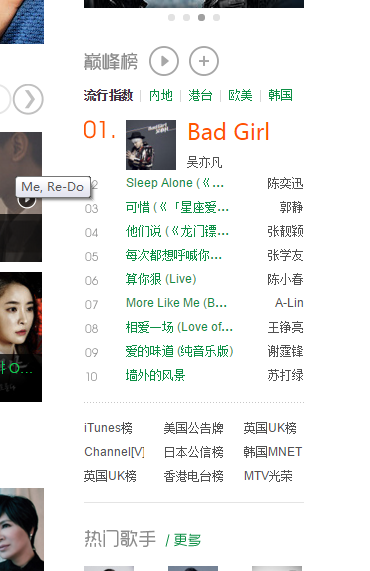 巅峰榜
流行指数 内地 港台 欧美 韩国
01. Bad Girl
吴亦凡
Me, Re-Do
Sleep Alone (《... 陈奕迅
03 可惜 (《「星座爱... 郭静
04 他们说 (《龙门镖... 张靓颖
05 每次都想呼喊你... 张学友
06 算你狠 (Live) 陈小春
07 More Like Me (B... A-Lin
08 相爱一场 (Love of... 王铮亮
09 爱的味道 (纯音乐版) 谢霆锋
10 墙外的风景 苏打绿
iTunes榜 美国公告牌 英国UK榜
Channel[V] 日本公信榜 韩国MNET
英国UK榜 香港电台榜 MTV光荣
热门歌手 / 更多